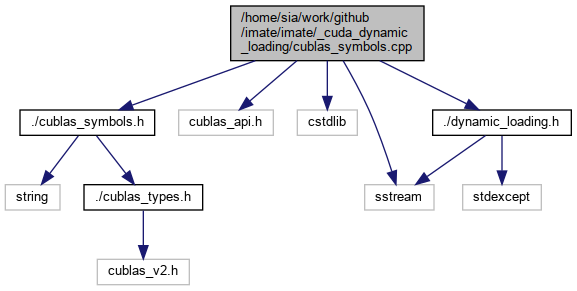 /home/sia/work/github
/imate/imate/_cuda_dynamic
_loading/cublas_symbols.cpp
./cublas_symbols.h
cublas_api.h
cstdlib
./dynamic_loading.h
string
./cublas_types.h
sstream
stdexcept
cublas_v2.h